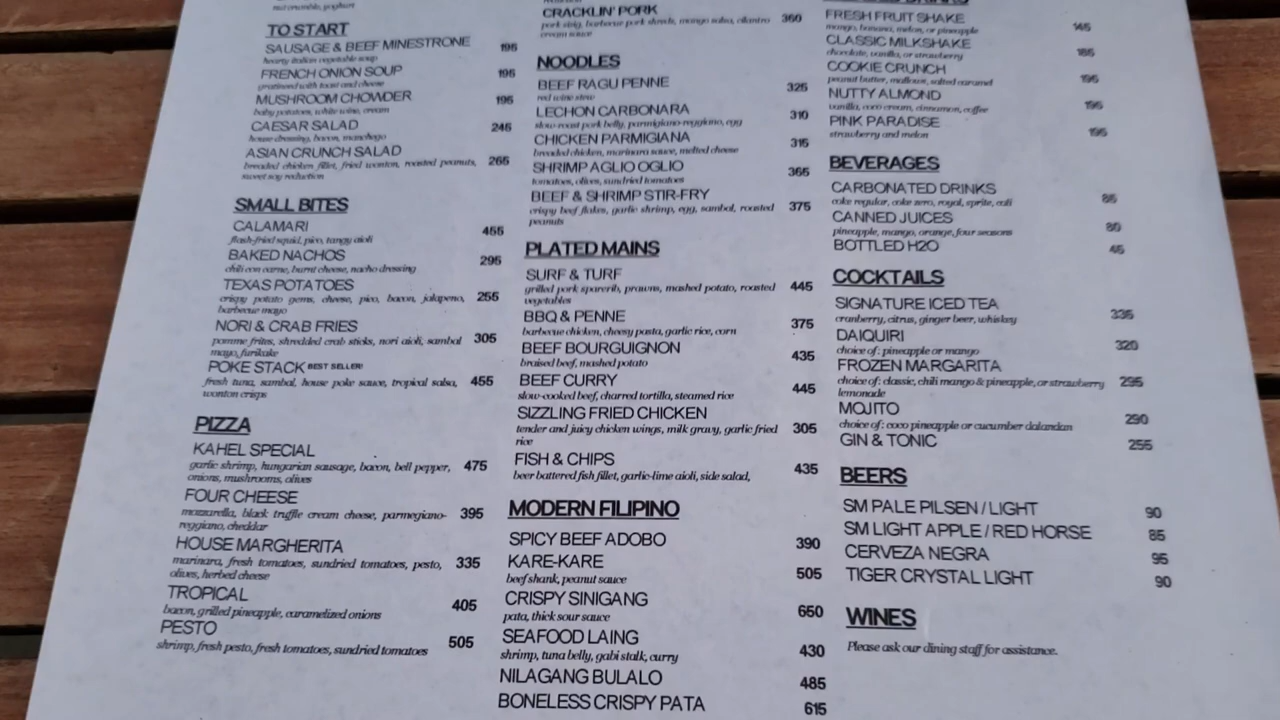 nut crumble, yoghurt
TO START
SAUSAGE & BEEF MINESTRONE 195
hearty italian vegetable soup
FRENCH ONION SOUP 195
gratineed with toast and cheese
MUSHROOM CHOWDER 195
baby potatoes, white wine, cream
CAESAR SALAD 245
house dressing, bacon, manchego
ASIAN CRUNCH SALAD
breaded chicken fillet, fried wonton, roasted peanuts, 265
sweet soy reduction
SMALL BITES
CALAMARI 455
flash-fried squid, pico, tangy aioli
BAKED NACHOS 295
chili con carne, burnt cheese, nacho dressing
TEXAS POTATOES
crispy potato gems, cheese, pico, bacon, jalapeno, 255
barbecue mayo
NORI & CRAB FRIES
pomme frites, shredded crab sticks, nori aioli, sambal 305
mayo, furikake
POKE STACK BEST SELLER!
fresh tuna, sambal, house poke sauce, tropical salsa, 455
wonton crisps
PIZZA
KAHEL SPECIAL
garlic shrimp, hungarian sausage, bacon, bell pepper, 475
onions, mushrooms, olives
FOUR CHEESE
mozzarella, black truffle cream cheese, parmegiano- 395
reggiano, cheddar
HOUSE MARGHERITA
marinara, fresh tomatoes, sundried tomatoes, pesto, 335
olives, herbed cheese
TROPICAL 405
bacon, grilled pineapple, caramelized onions
PESTO 505
shrimp, fresh pesto, fresh tomatoes, sundried tomatoes
CRACKLIN' PORK 360
pork sisig, barbecue pork shreds, mango salsa, cilantro
cream sauce
NOODLES
BEEF RAGU PENNE 325
red wine stew
LECHON CARBONARA 310
slow roast pork belly, parmigiano-reggiano, egg
CHICKEN PARMIGIANA 315
breaded chicken, marinara sauce, melted cheese
SHRIMP AGLIO OGLIO 365
tomatoes, olives, sundried tomatoes
BEEF & SHRIMP STIR-FRY
crispy beef flakes, garlic shrimp, egg, sambal, roasted 375
peanuts
PLATED MAINS
SURF & TURF
grilled pork sparerib, prawns, mashed potato, roasted 445
vegetables
BBQ & PENNE 375
barbecue chicken, cheesy pasta, garlic rice, corn
BEEF BOURGUIGNON 435
braised beef, mashed potato
BEEF CURRY 445
slow-cooked beef, charred tortilla, steamed rice
SIZZLING FRIED CHICKEN
tender and juicy chicken wings, milk gravy, garlic fried 305
rice
FISH & CHIPS 435
beer battered fish fillet, garlic-lime aioli, side salad,
MODERN FILIPINO
SPICY BEEF ADOBO 390
KARE-KARE 505
beef shank, peanut sauce
CRISPY SINIGANG 650
pata, thick sour sauce
SEAFOOD LAING 430
shrimp, tuna belly, gabi stalk, curry
NILAGANG BULALO 485
BONELESS CRISPY PATA 615
FRESH FRUIT SHAKE 145
mango, banana, melon, or pineapple
CLASSIC MILKSHAKE 185
chocolate, vanilla, or strawberry
COOKIE CRUNCH 195
peanut butter, mallows, salted caramel
NUTTY ALMOND 195
vanilla, coco cream, cinnamon, coffee
PINK PARADISE 195
strawberry and melon
BEVERAGES
CARBONATED DRINKS 85
coke regular, coke zero, royal, sprite, cali
CANNED JUICES 80
pineapple, mango, orange, four seasons
BOTTLED H2O 45
COCKTAILS
SIGNATURE ICED TEA 335
cranberry, citrus, ginger beer, whiskey
DAIQUIRI 320
choice of: pineapple or mango
FROZEN MARGARITA
choice of: classic, chili mango & pineapple, or strawberry 295
lemonade
MOJITO 290
choice of: coco pineapple or cucumber dalandan
GIN & TONIC 255
BEERS
SM PALE PILSEN / LIGHT 90
SM LIGHT APPLE / RED HORSE 85
CERVEZA NEGRA 95
TIGER CRYSTAL LIGHT 90
WINES
Please ask our dining staff for assistance.